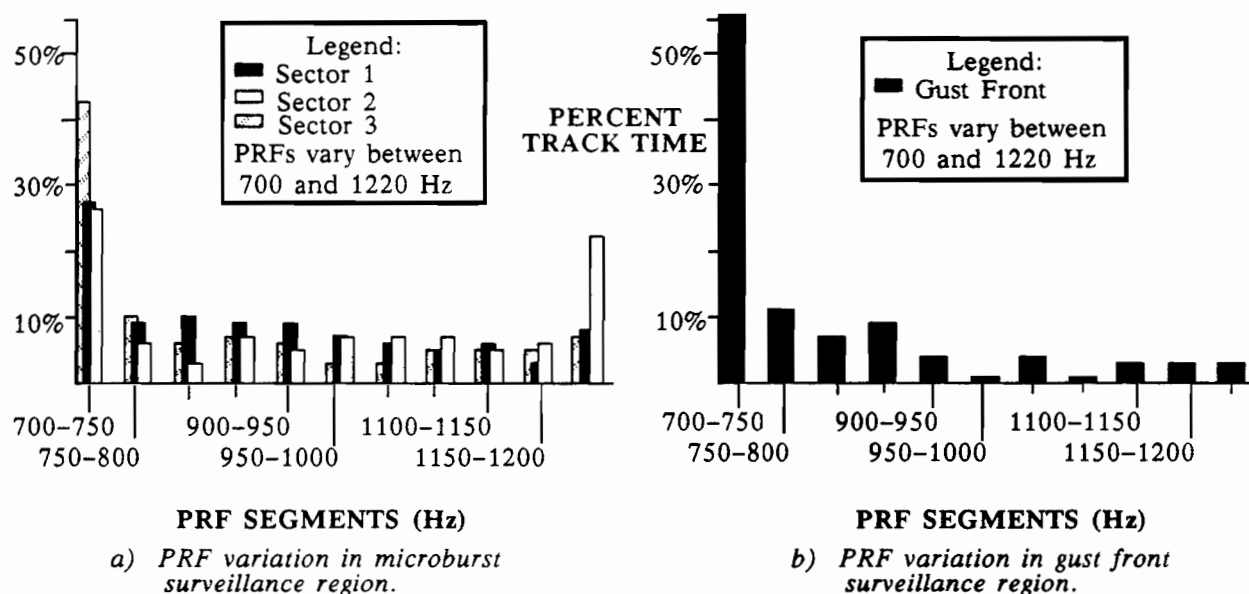 50%
30%
10%
Legend:
Sector 1
Sector 2
Sector 3
PRFs vary between
700 and 1220 Hz
700-750
900-950
1100-1150
750-800
950-1000
1150-1200
PRF SEGMENTS (Hz)
a) PRF variation in microburst
surveillance region.
PERCENT
TRACK TIME
50%
30%
10%
Legend:
Gust Front
PRFs vary between
700 and 1220 Hz
700-750
900-950
1100-1150
750-800
950-1000
1150-1200
PRF SEGMENTS (Hz)
b) PRF variation in gust front
surveillance region.